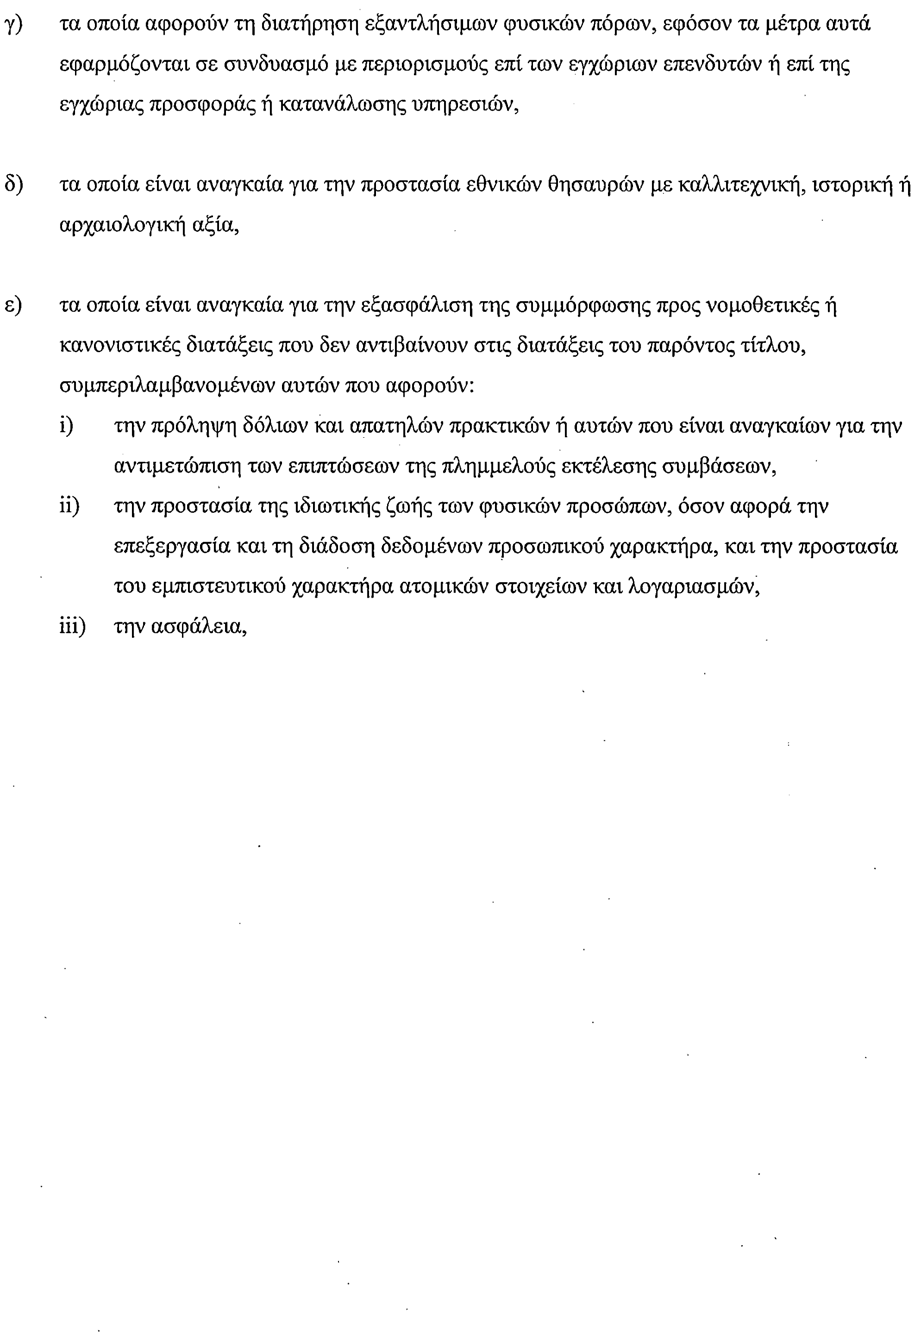 γ) τα οποία αφορούν τη διατήρηση εξαντλήσιμων φυσικών πόρων, εφόσον τα μέτρα αυτά
εφαρμόζονται σε συνδυασμό με περιορισμούς επί των εγχώριων επενδυτών ή επί της
εγχώριας προσφοράς ή κατανάλωσης υπηρεσιών,
δ) τα οποία είναι αναγκαία για την προστασία εθνικών θησαυρών με καλλιτεχνική, ιστορική ή
αρχαιολογική αξία,
ε) τα οποία είναι αναγκαία για την εξασφάλιση της συμμόρφωσης προς νομοθετικές ή
κανονιστικές διατάξεις που δεν αντιβαίνουν στις διατάξεις του παρόντος τίτλου,
συμπεριλαμβανομένων αυτών που αφορούν:
i) την πρόληψη δόλιων και απατηλών πρακτικών ή αυτών που είναι αναγκαίων για την
αντιμετώπιση των επιπτώσεων της πλημμελούς εκτέλεσης συμβάσεων,
ii) την προστασία της ιδιωτικής ζωής των φυσικών προσώπων, όσον αφορά την
επεξεργασία και τη διάδοση δεδομένων προσωπικού χαρακτήρα, και την προστασία
του εμπιστευτικού χαρακτήρα ατομικών στοιχείων και λογαριασμών,
iii) την ασφάλεια,